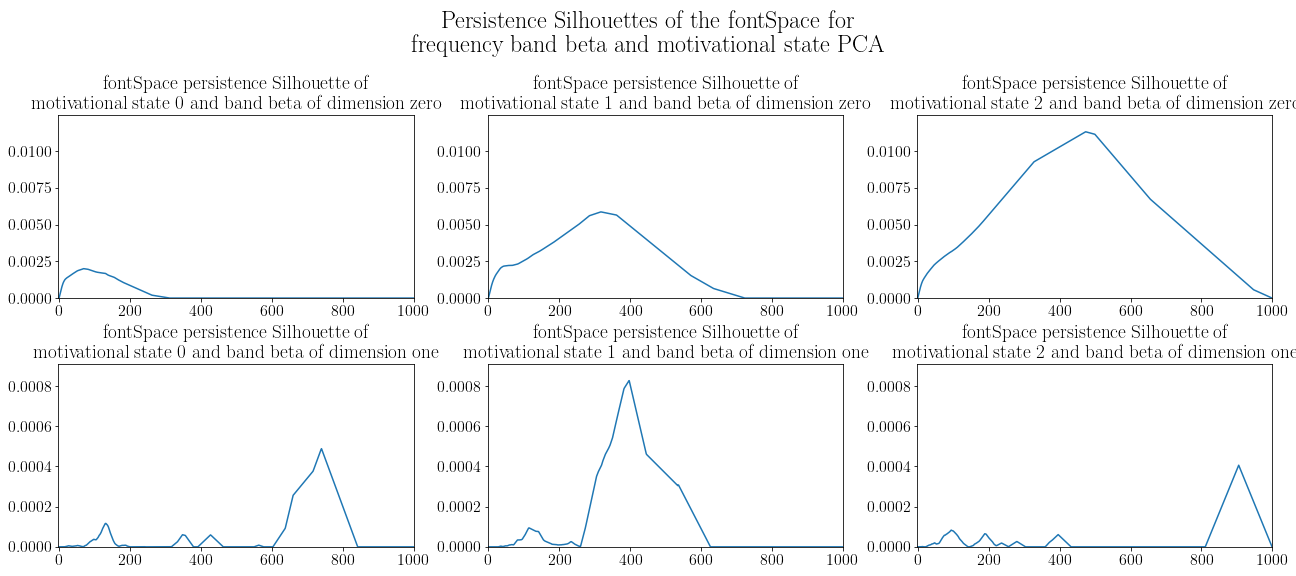 Persistence Silhouettes of the fontSpace for
frequency band beta and motivational state PCA
fontSpace persistence Silhouette of
motivational state 0 and band beta of dimension zero
fontSpace persistence Silhouette of
motivational state 1 and band beta of dimension zero
fontSpace persistence Silhouette of
motivational state 2 and band beta of dimension zero
0.0100
0.0075
0.0050
0.0025
0.0000
0 200 400 600 800 1000
0.0100
0.0075
0.0050
0.0025
0.0000
0 200 400 600 800 1000
0.0100
0.0075
0.0050
0.0025
0.0000
0 200 400 600 800 1000
fontSpace persistence Silhouette of
motivational state 0 and band beta of dimension one
fontSpace persistence Silhouette of
motivational state 1 and band beta of dimension one
fontSpace persistence Silhouette of
motivational state 2 and band beta of dimension one
0.0008
0.0006
0.0004
0.0002
0.0000
0 200 400 600 800 1000
0.0008
0.0006
0.0004
0.0002
0.0000
0 200 400 600 800 1000
0.0008
0.0006
0.0004
0.0002
0.0000
0 200 400 600 800 1000